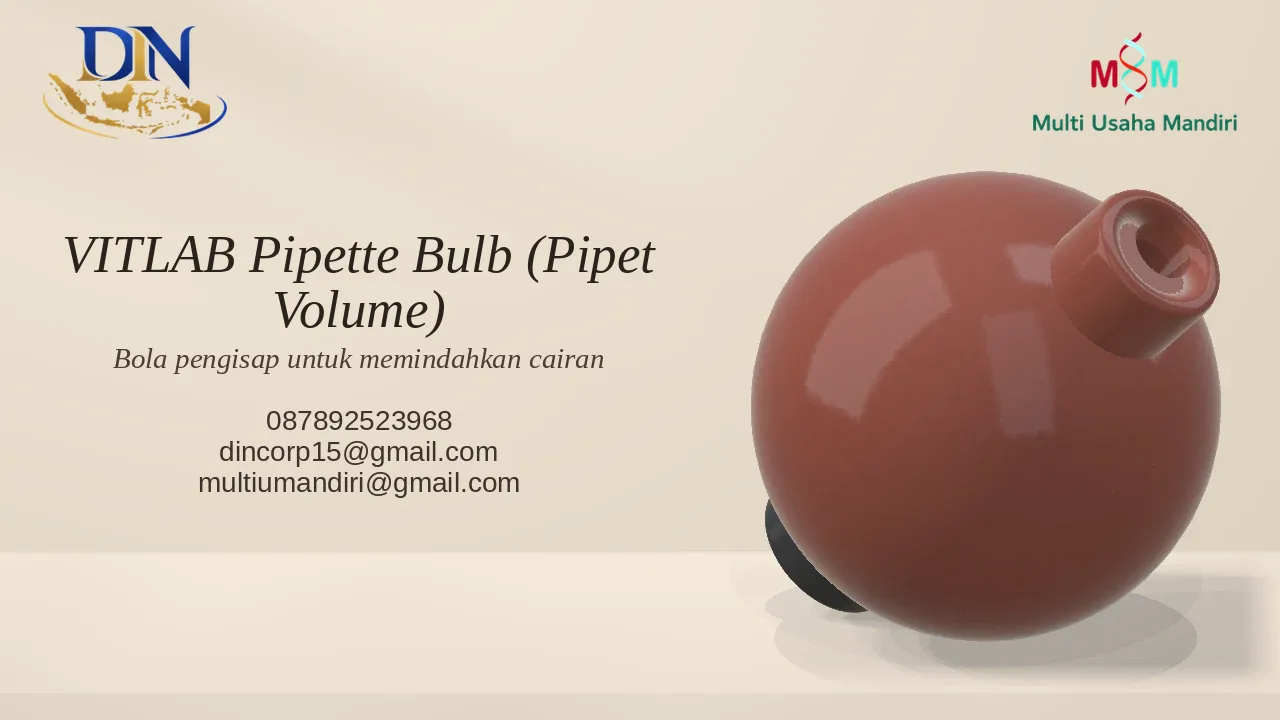 DIN
MSM
Multi Usaha Mandiri
VITLAB Pipette Bulb (Pipet
Volume)
Bola pengisap untuk memindahkan cairan
087892523968
dincorp15@gmail.com
multiumandiri@gmail.com